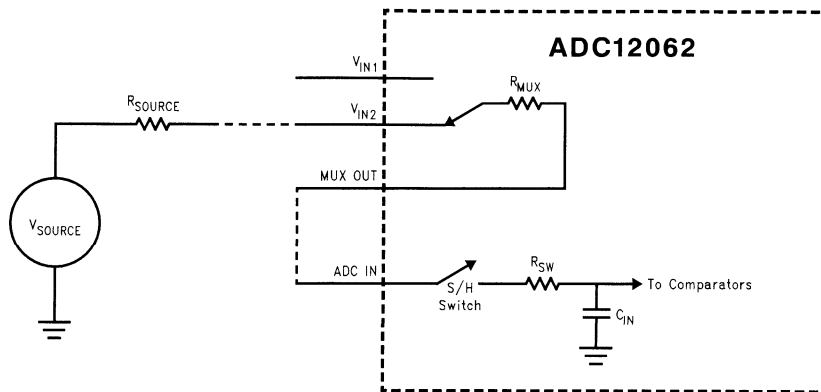 ADC12062
V_IN1
R_MUX
R_SOURCE
V_IN2
MUX OUT
V_SOURCE
ADC IN
S/H
Switch
R_SW
To Comparators
C_IN